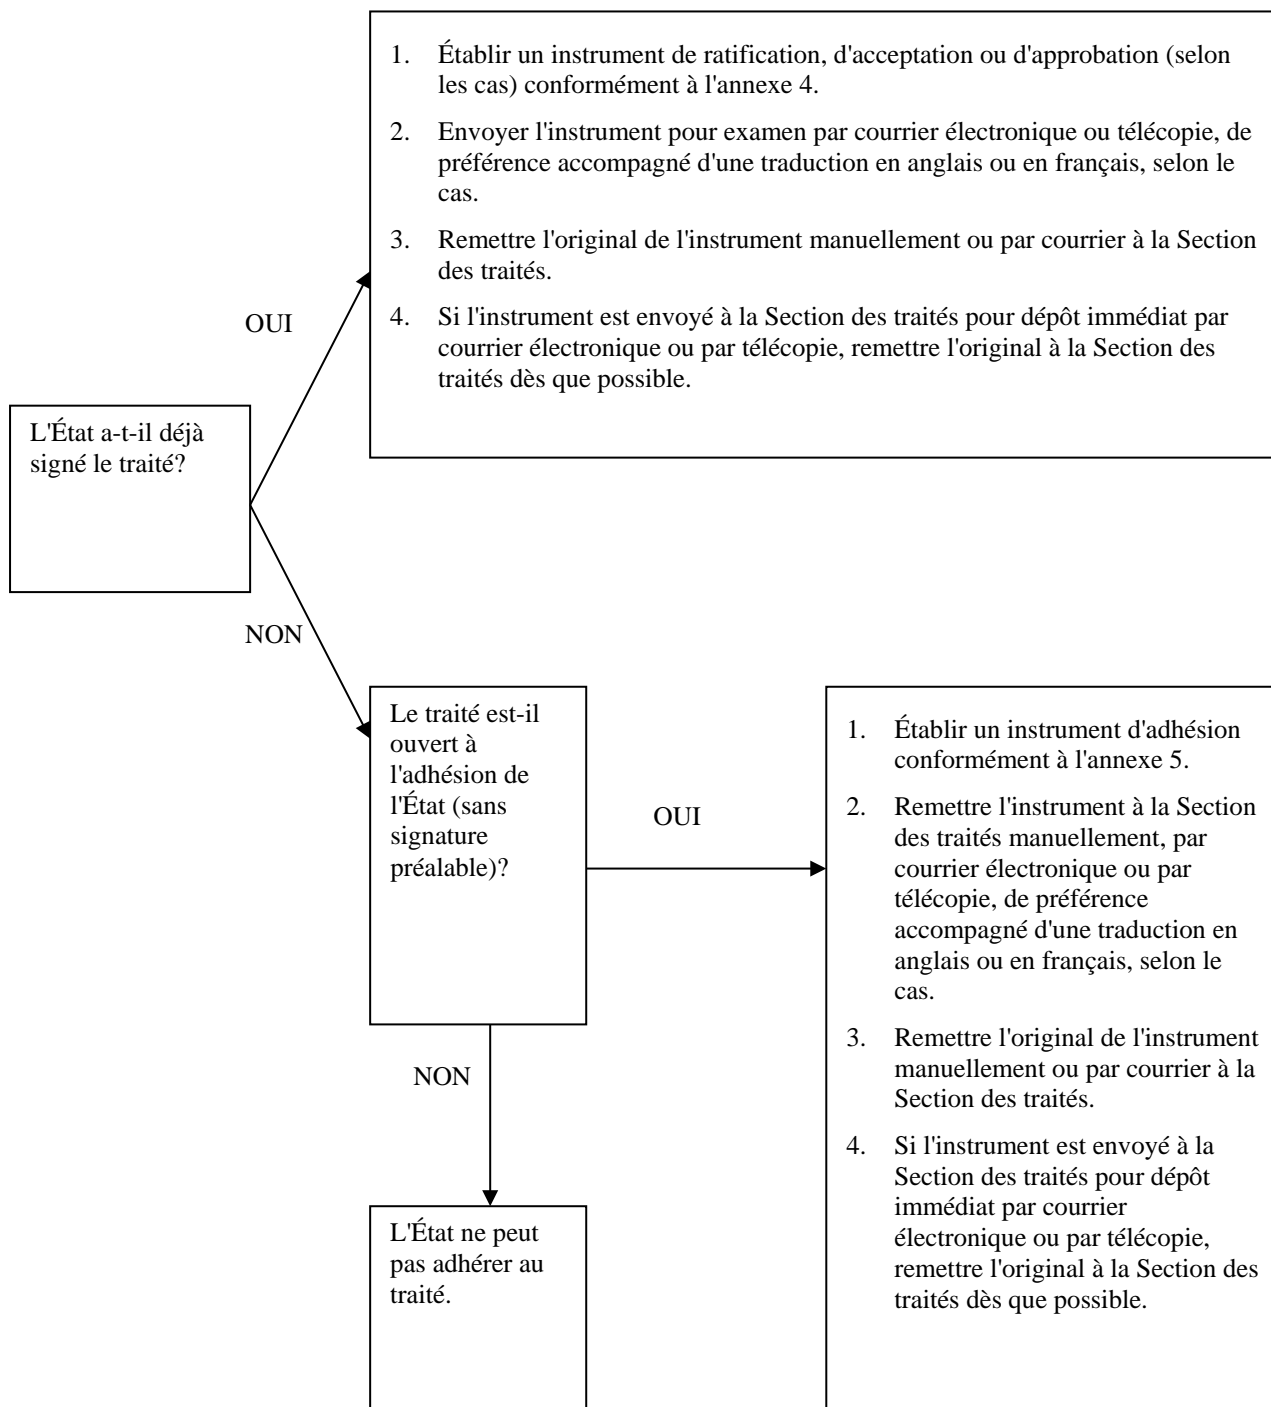 1. Établir un instrument de ratification, d'acceptation ou d'approbation (selon
les cas) conformément à l'annexe 4.
2. Envoyer l'instrument pour examen par courrier électronique ou télécopie, de
préférence accompagné d'une traduction en anglais ou en français, selon le
cas.
3. Remettre l'original de l'instrument manuellement ou par courrier à la Section
des traités.
4. Si l'instrument est envoyé à la Section des traités pour dépôt immédiat par
courrier électronique ou par télécopie, remettre l'original à la Section des
traités dès que possible.
OUI
L'État a-t-il déjà
signé le traité?
NON
Le traité est-il
ouvert à
l'adhésion de
l'État (sans
signature
préalable)?
OUI
1. Établir un instrument d'adhésion
conformément à l'annexe 5.
2. Remettre l'instrument à la Section
des traités manuellement, par
courrier électronique ou par
télécopie, de préférence
accompagné d'une traduction en
anglais ou en français, selon le
cas.
3. Remettre l'original de l'instrument
manuellement ou par courrier à la
Section des traités.
4. Si l'instrument est envoyé à la
Section des traités pour dépôt
immédiat par courrier
électronique ou par télécopie,
remettre l'original à la Section des
traités dès que possible.
NON
L'État ne peut
pas adhérer au
traité.